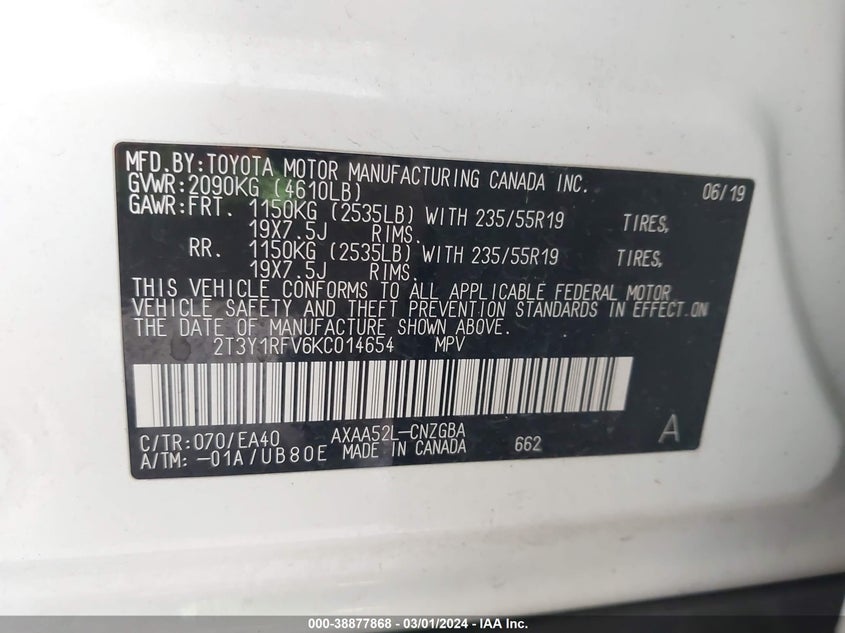 MFD.BY:TOYOTA MOTOR MANUFACTURING CANADA INC. 06/19
GVWR:2090KG (4610LB)
GAWR:FRT. 1150KG (2535LB) WITH 235/55R19 TIRES,
19X7.5J RIMS.
RR. 1150KG (2535LB) WITH 235/55R19 TIRES,
19X7.5J RIMS.
THIS VEHICLE CONFORMS TO ALL APPLICABLE FEDERAL MOTOR
VEHICLE SAFETY AND THEFT PREVENTION STANDARDS IN EFFECT ON
THE DATE OF MANUFACTURE SHOWN ABOVE.
2T3Y1RFV6KC014654 MPV
C/TR:070/EA40 AXAA52L-CNZGBA 662 A
A/TM:-01A/UB80E MADE IN CANADA
000-38877868 - 03/01/2024 - IAA Inc.